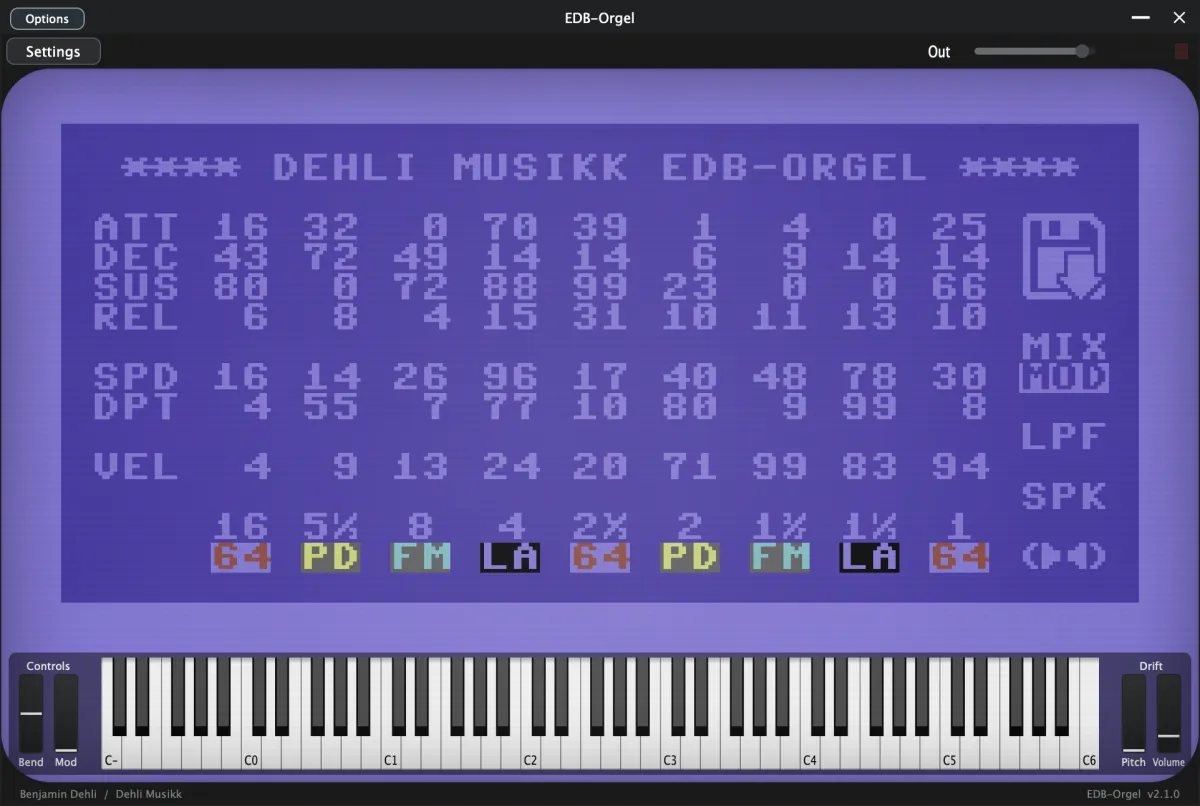 Options EDB-Orgel
Settings Out
**** DEHLI MUSIKK EDB-ORGEL ****
ATT 16 32 0 70 39 1 4 0 25
DEC 43 72 49 14 14 6 9 14 14
SUS 80 0 72 88 99 23 0 0 66
REL 6 8 4 15 31 10 11 13 10
MIX
SPD 16 14 26 96 17 40 48 78 30 MOD
DPT 4 55 7 77 10 80 9 99 8
LPF
VEL 4 9 13 24 20 71 99 83 94
SPK
16 5⅓ 8 4 2⅔ 2 1⅗ 1⅓ 1
64 PD FM LA 64 PD FM LA 64
Controls Drift
C- C0 C1 C2 C3 C4 C5 C6
Bend Mod Pitch Volume
Benjamin Dehli / Dehli Musikk EDB-Orgel v2.1.0